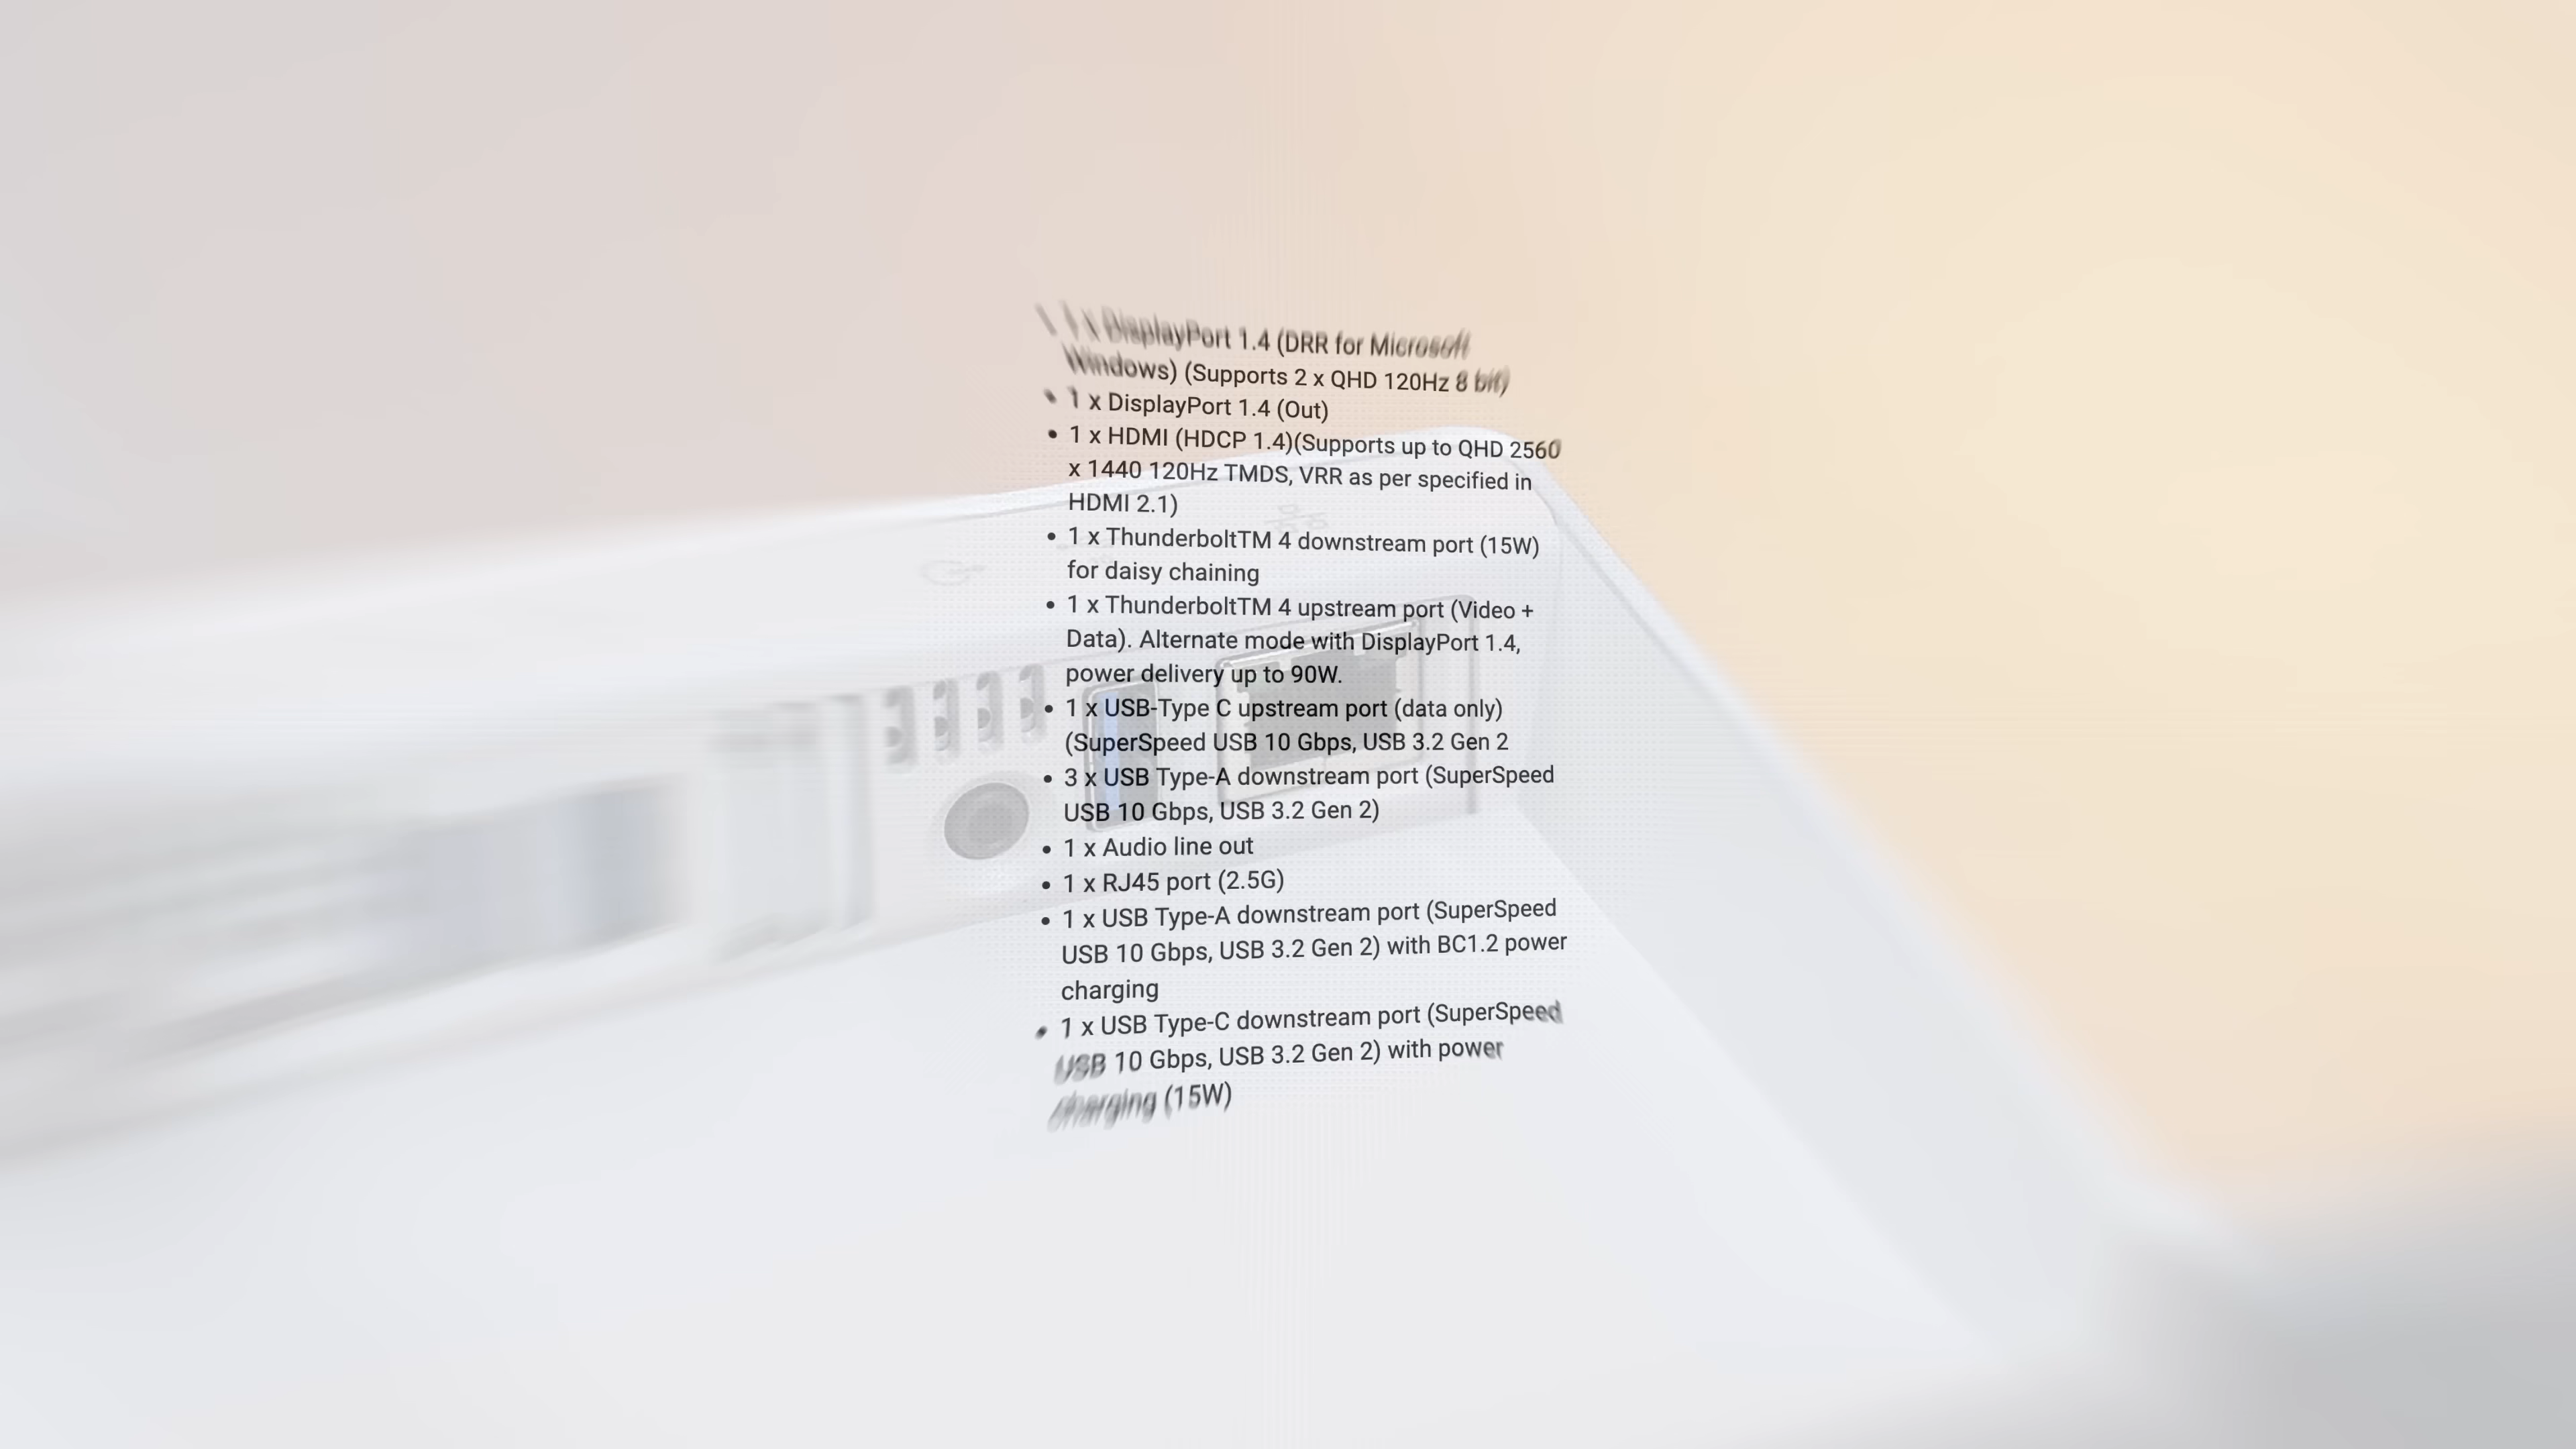 1 x DisplayPort 1.4 (DRR for Microsoft
Windows) (Supports 2 x QHD 120Hz 8 bit)
• 1 x DisplayPort 1.4 (Out)
• 1 x HDMI (HDCP 1.4)(Supports up to QHD 2560
x 1440 120Hz TMDS, VRR as per specified in
HDMI 2.1)
• 1 x ThunderboltTM 4 downstream port (15W)
for daisy chaining
• 1 x ThunderboltTM 4 upstream port (Video +
Data). Alternate mode with DisplayPort 1.4,
power delivery up to 90W.
• 1 x USB-Type C upstream port (data only)
(SuperSpeed USB 10 Gbps, USB 3.2 Gen 2
• 3 x USB Type-A downstream port (SuperSpeed
USB 10 Gbps, USB 3.2 Gen 2)
• 1 x Audio line out
• 1 x RJ45 port (2.5G)
• 1 x USB Type-A downstream port (SuperSpeed
USB 10 Gbps, USB 3.2 Gen 2) with BC1.2 power
charging
• 1 x USB Type-C downstream port (SuperSpeed
USB 10 Gbps, USB 3.2 Gen 2) with power
charging (15W)